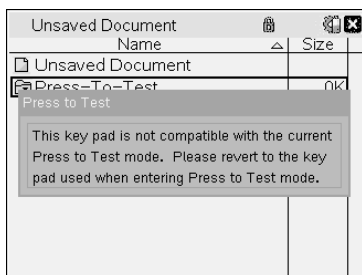 Unsaved Document
Name Size
Unsaved Document
Press-To-Test 0K
Press to Test
This key pad is not compatible with the current
Press to Test mode. Please revert to the key
pad used when entering Press to Test mode.